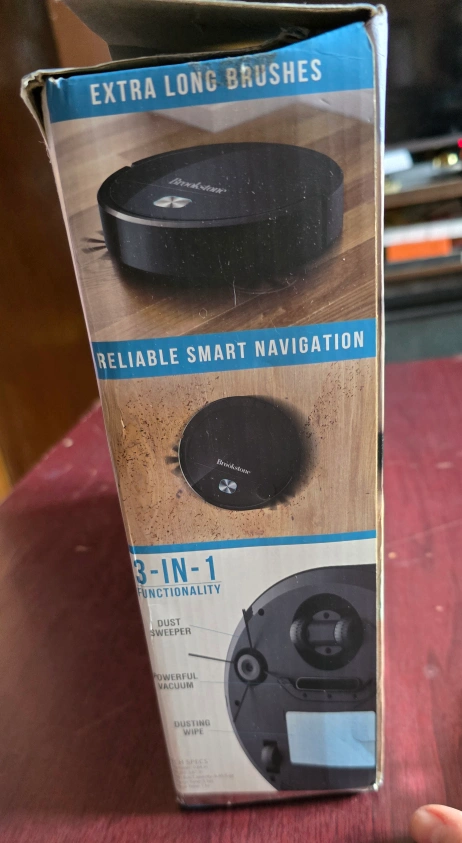 EXTRA LONG BRUSHES
Brookstone
RELIABLE SMART NAVIGATION
Brookstone
3-IN-1
FUNCTIONALITY
DUST
SWEEPER
POWERFUL
VACUUM
DUSTING
WIPE